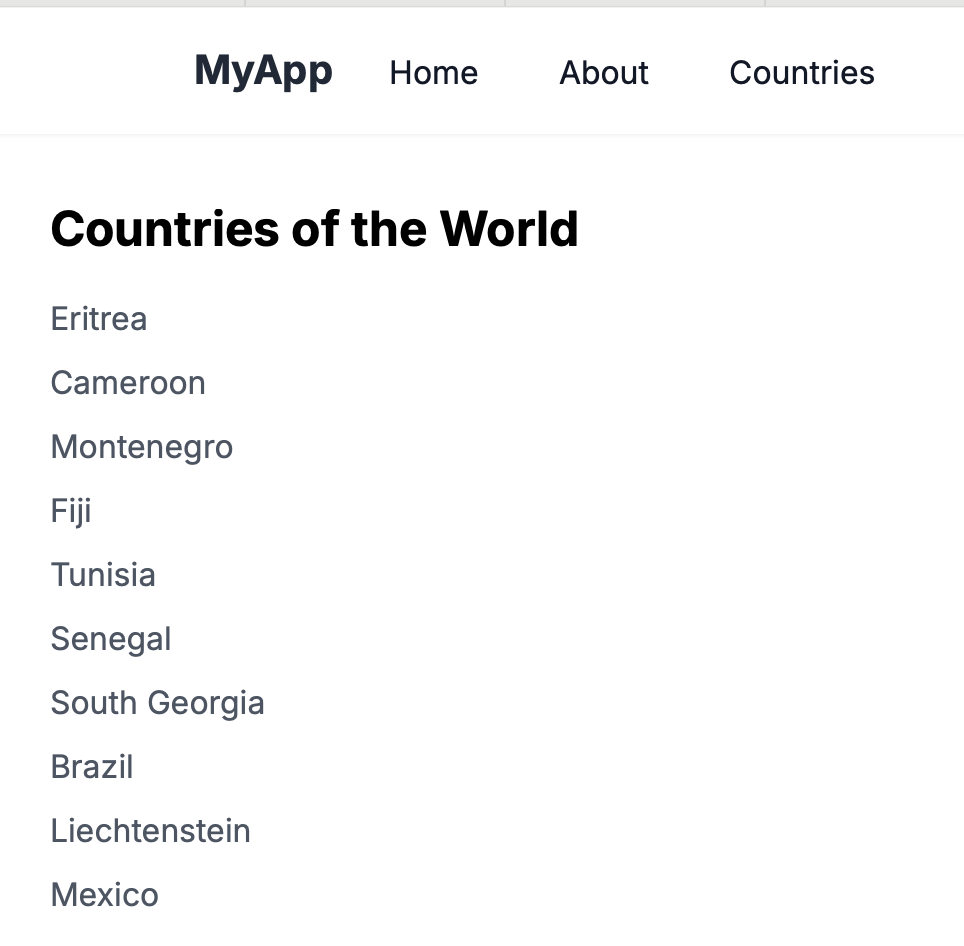 MyApp Home About Countries
Countries of the World
Eritrea
Cameroon
Montenegro
Fiji
Tunisia
Senegal
South Georgia
Brazil
Liechtenstein
Mexico